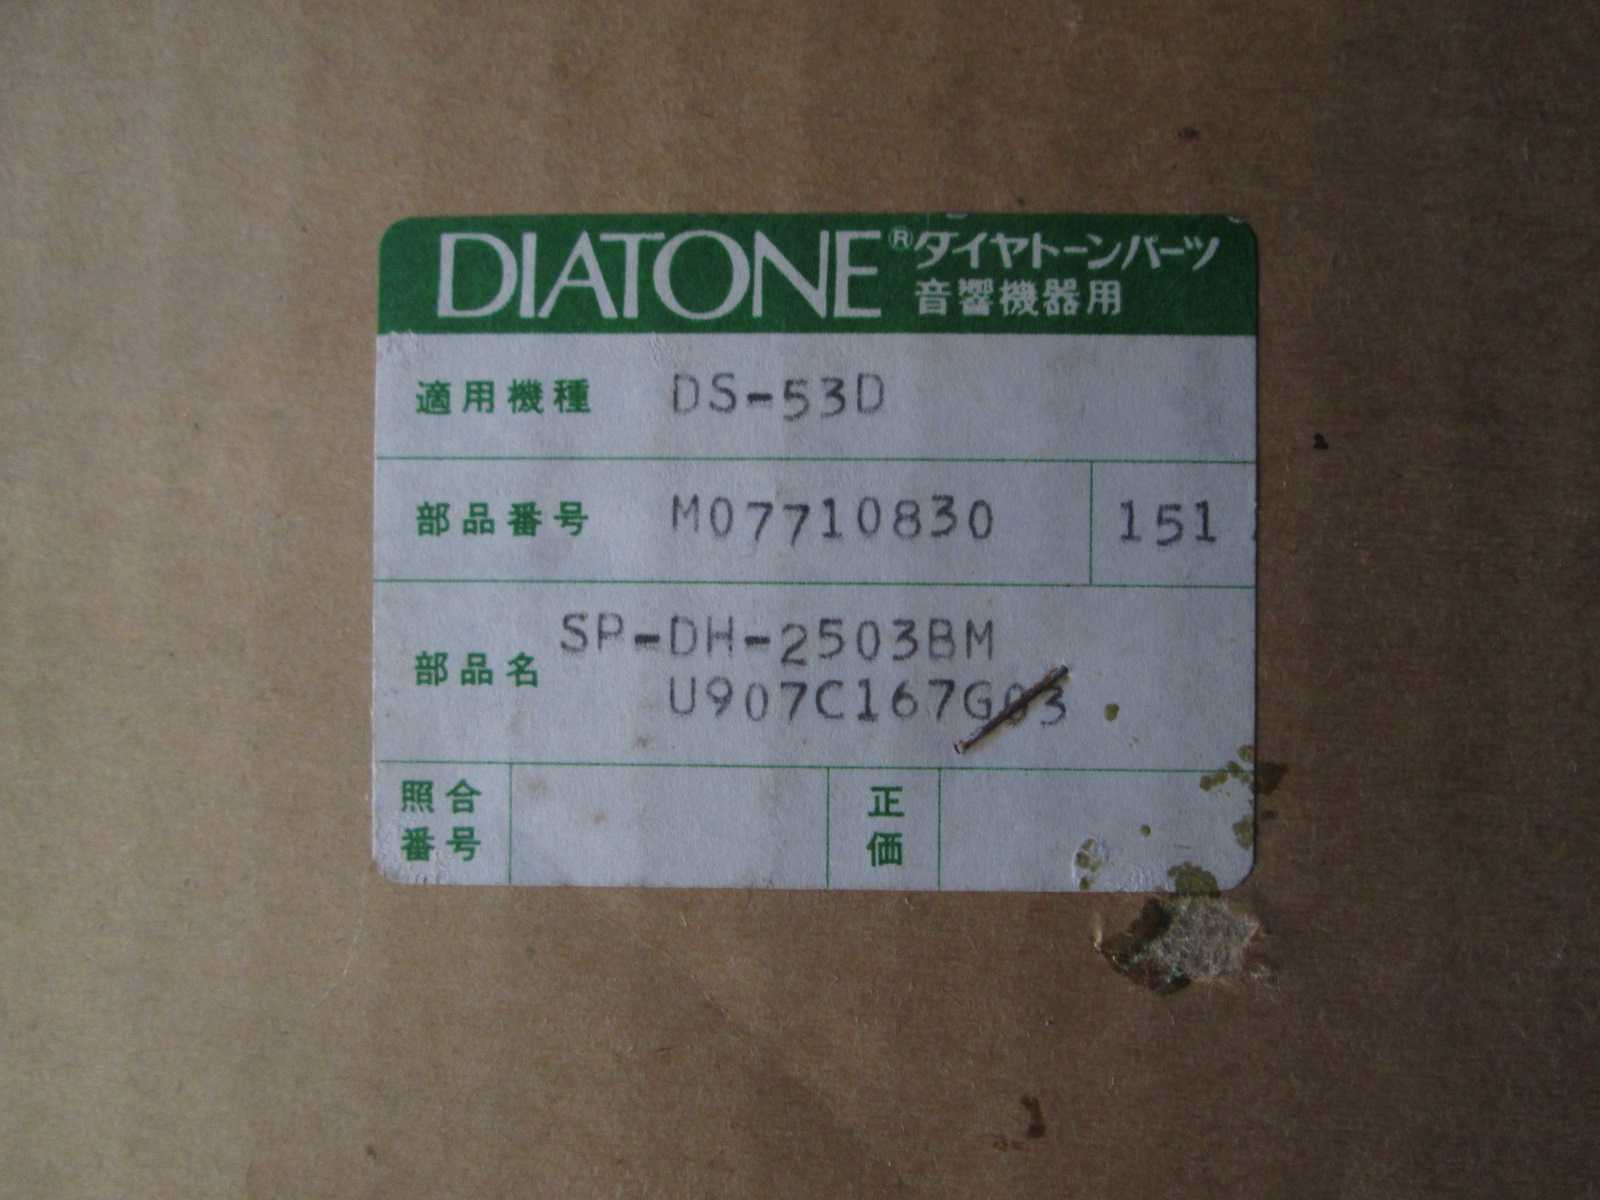 DIATONE® ダイヤトーンパーツ
音響機器用
適用機種 DS-53D
部品番号 M07710830 151
部品名 SP-DH-2503BM
U907C167G03
照合番号
正価